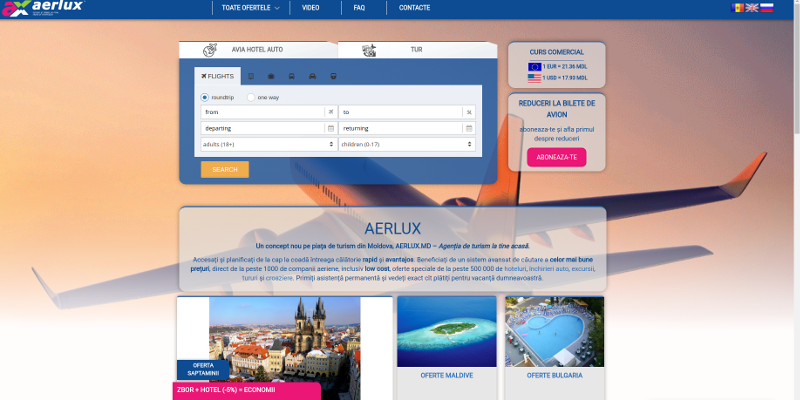 aerlux
TOATE OFERTELE
VIDEO
FAQ
CONTACTE
AVIA HOTEL AUTO
TUR
FLIGHTS
roundtrip
one way
from
to
departing
returning
adults (18+)
children (0-17)
SEARCH
CURS COMERCIAL
1 EUR = 21.36 MDL
1 USD = 17.93 MDL
REDUCERI LA BILETE DE
AVION
aboneaza-te și afla primul
despre reduceri
ABONEAZA-TE
AERLUX
Un concept nou pe piața de turism din Moldova, AERLUX.MD – Agenția de turism la tine acasă.
Accesați și planificați de la cap la coadă întreaga călătorie rapid și avantajos. Beneficiați de un sistem avansat de căutare a celor mai bune
prețuri, direct de la peste 1000 de companii aeriene, inclusiv low cost, oferte speciale de la peste 500 000 de hoteluri, închirieri auto, excursii,
tururi și croaziere. Primiți asistență permanentă și vedeți exact cît plătiți pentru vacanța dumneavoastră.
OFERTA
SAPTAMINII
ZBOR + HOTEL (-5%) = ECONOMII
OFERTE MALDIVE
OFERTE BULGARIA